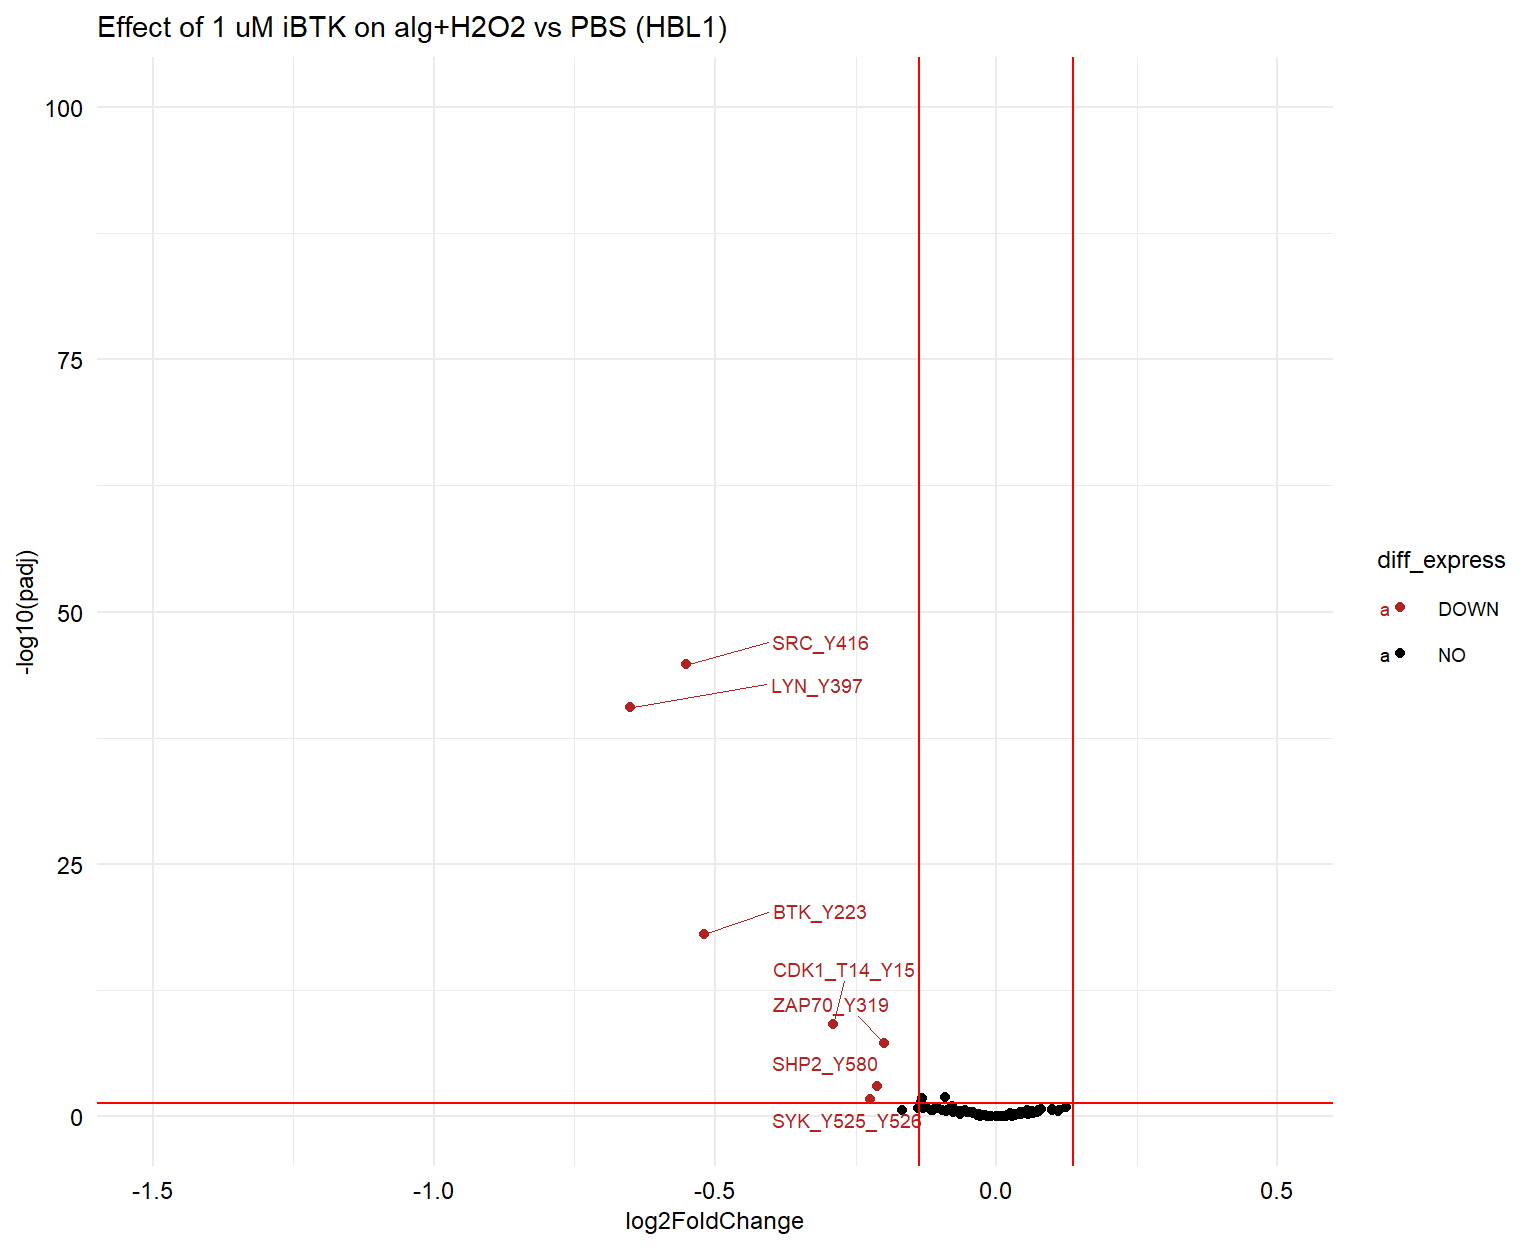 Effect of 1 uM iBTK on alg+H2O2 vs PBS (HBL1)
100
75
50
25
0
-log10(padj)
SRC_Y416
LYN_Y397
BTK_Y223
CDK1_T14_Y15
ZAP70_Y319
SHP2_Y580
SYK_Y525_Y526
-1.5
-1.0
-0.5
0.0
0.5
log2FoldChange
diff_express
a DOWN
a NO